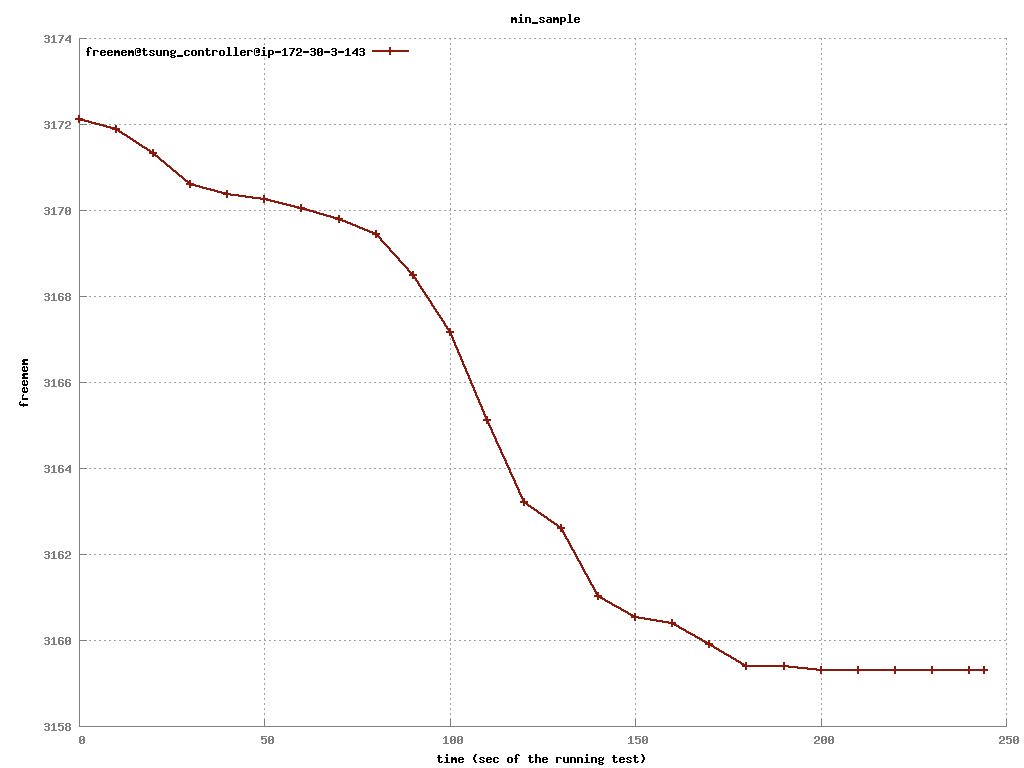 min_sample
3174
freemem@tsung_controller@ip-172-30-3-143
3172
3170
3168
3166
3164
3162
3160
3158
freemem
0 50 100 150 200 250
time (sec of the running test)